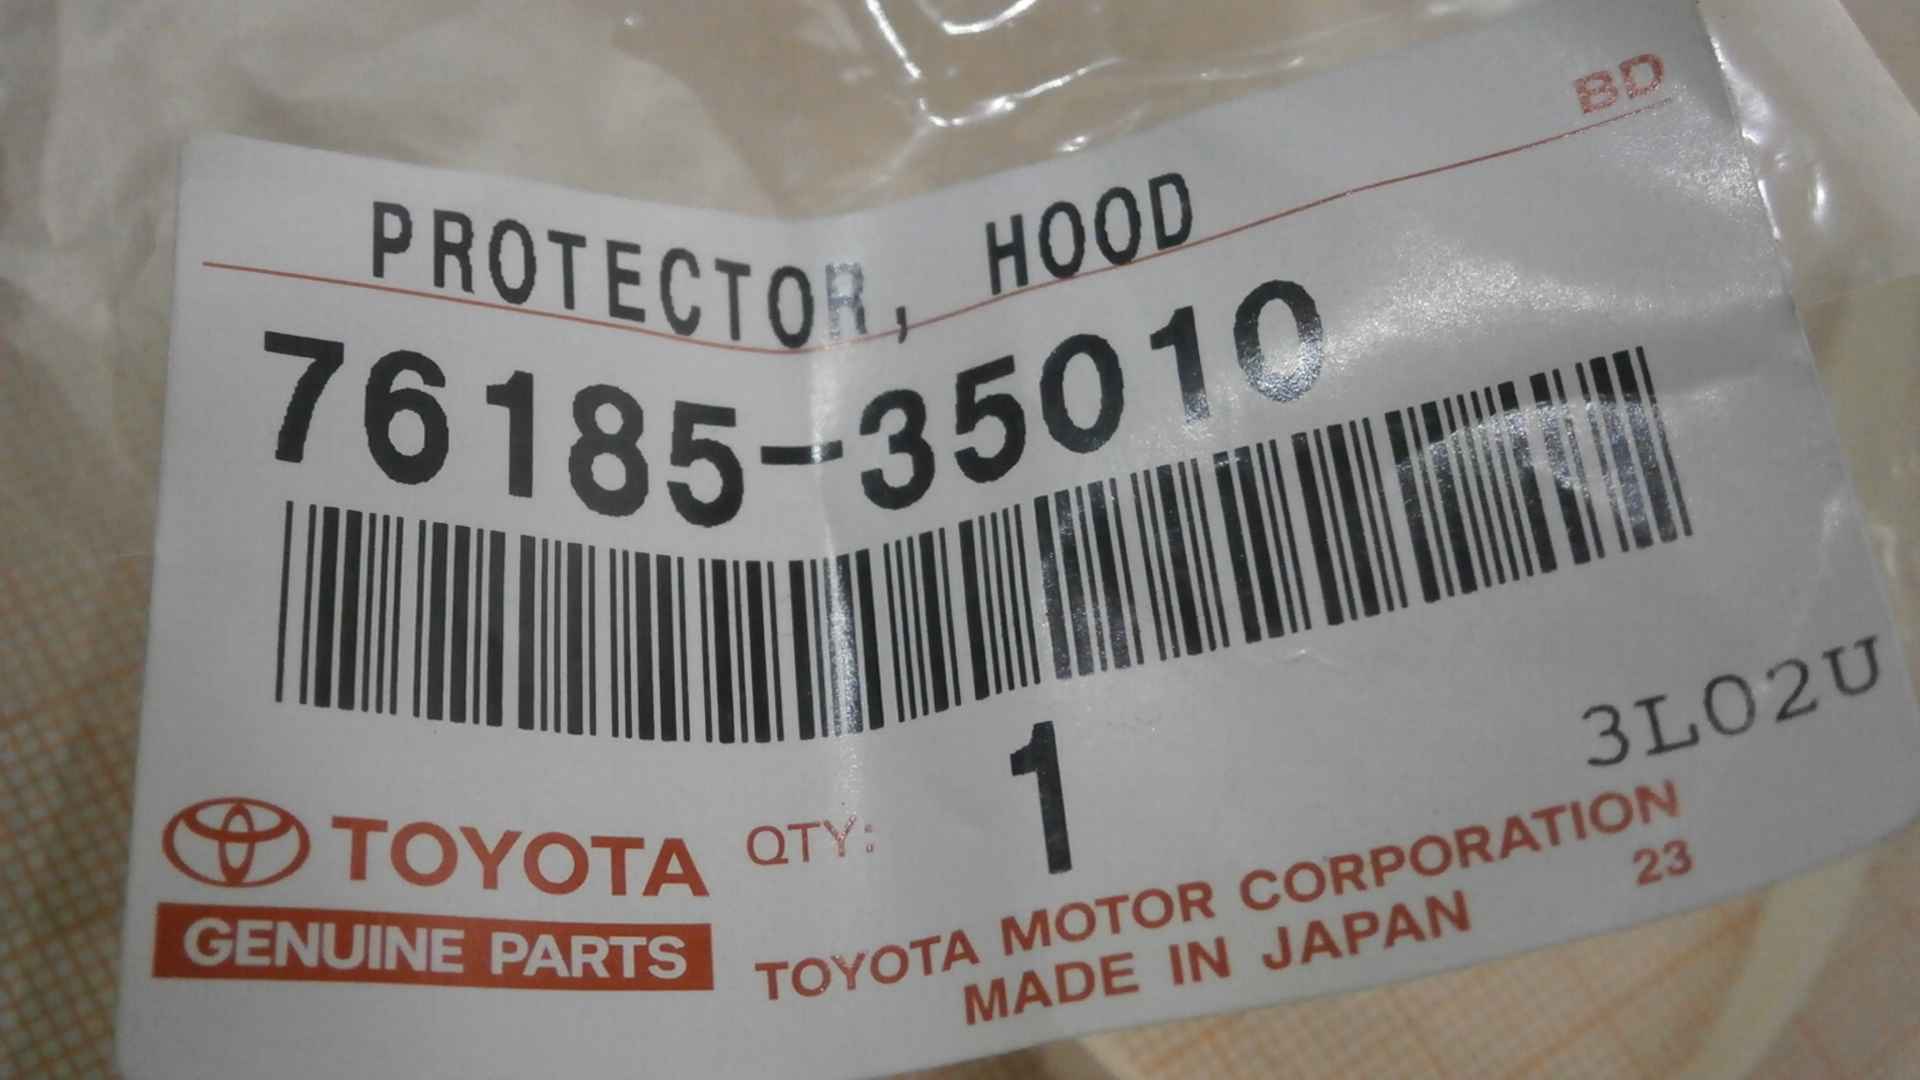 BD
PROTECTOR, HOOD
76185-35010
3L02U
TOYOTA QTY: 1
GENUINE PARTS
TOYOTA MOTOR CORPORATION
MADE IN JAPAN 23